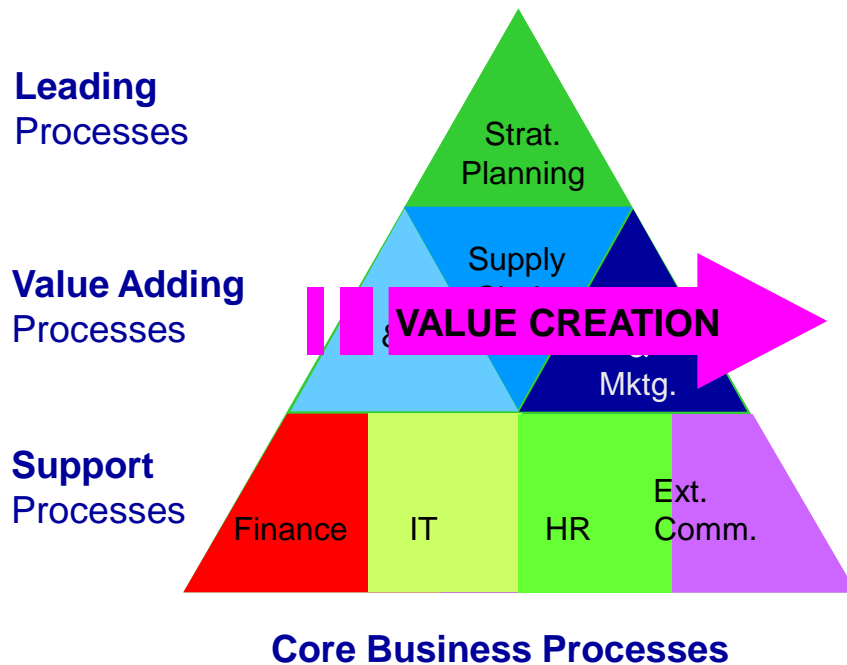 Leading
Processes
Strat.
Planning
Value Adding
Processes
Supply
&
VALUE CREATION
&
Mktg.
Support
Processes
Finance
IT
HR
Ext.
Comm.
Core Business Processes